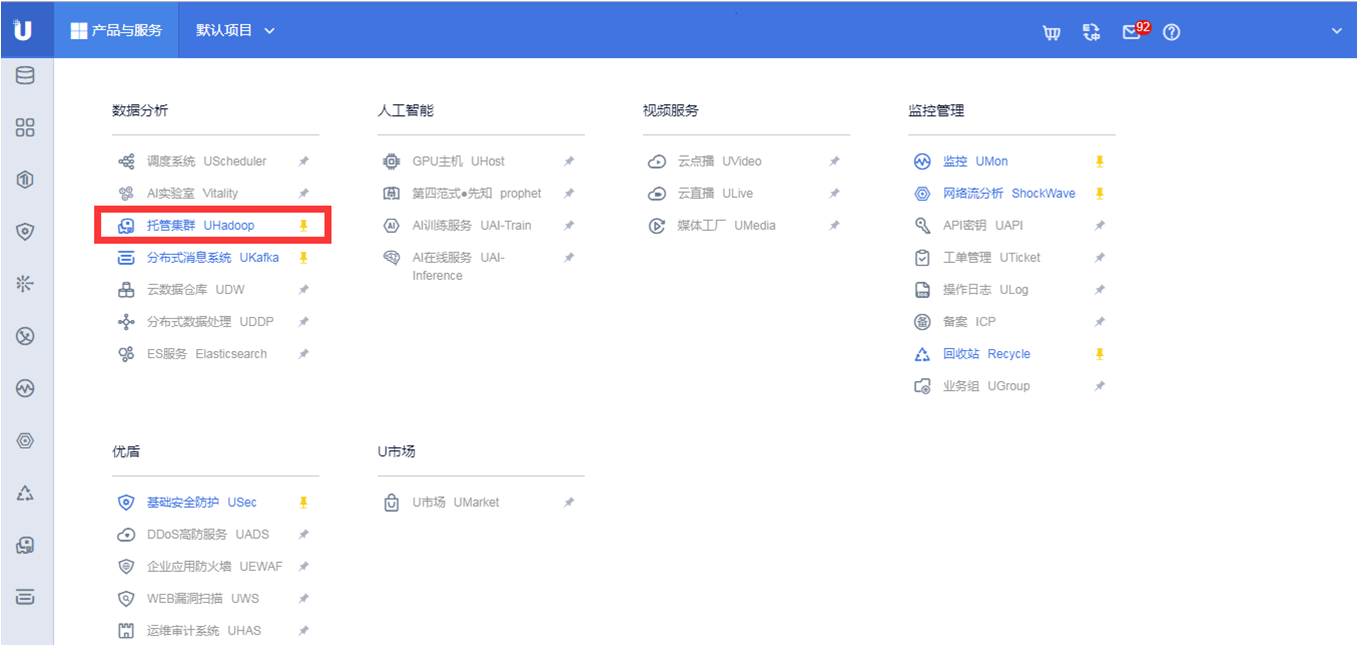 U
产品与服务
默认项目
92
数据分析
调度系统 UScheduler
AI实验室 Vitality
托管集群 UHadoop
分布式消息系统 UKafka
云数据仓库 UDW
分布式数据处理 UDDP
ES服务 Elasticsearch
人工智能
GPU主机 UHost
第四范式●先知 prophet
AI训练服务 UAI-Train
AI在线服务 UAI-
Inference
视频服务
云点播 UVideo
云直播 ULive
媒体工厂 UMedia
监控管理
监控 UMon
网络流分析 ShockWave
API密钥 UAPI
工单管理 UTicket
操作日志 ULog
备案 ICP
回收站 Recycle
业务组 UGroup
优盾
基础安全防护 USec
DDoS高防服务 UADS
企业应用防火墙 UEWAF
WEB漏洞扫描 UWS
运维审计系统 UHAS
U市场
U市场 UMarket